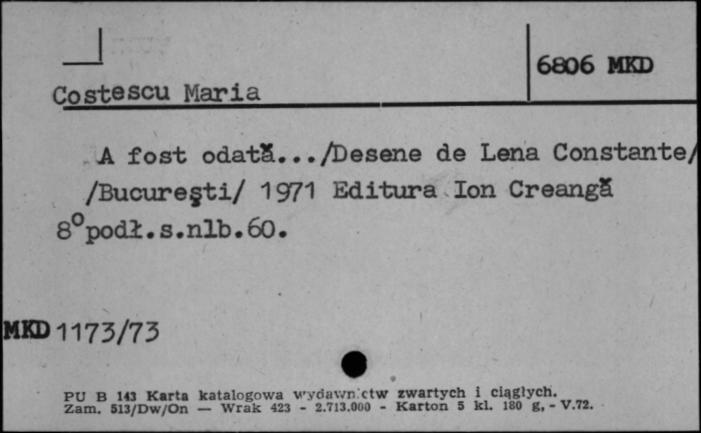 6806 MKD
Costescu Maria
A fost odată.../Desene de Lena Constante/
/Bucureşti/ 1971 Editura Ion Creangă
8°podł.s.nlb.60.
MKD 1173/73
PU B 143 Karta katalogowa wydawnictw zwartych i ciągłych.
Zam. 513/Dw/On — Wrak 423 - 2.713.000 - Karton 5 kl. 180 g, - V.72.